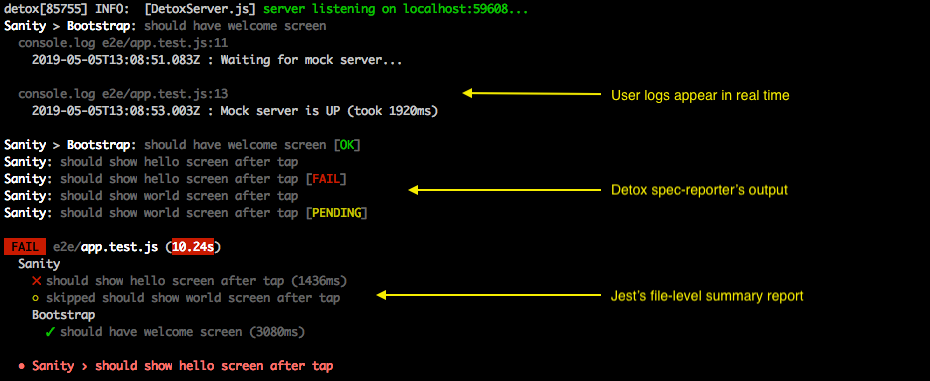 detox[85755] INFO:  [DetoxServer.js] server listening on localhost:59608...
Sanity > Bootstrap: should have welcome screen
console.log e2e/app.test.js:11
2019-05-05T13:08:51.083Z : Waiting for mock server...
console.log e2e/app.test.js:13
User logs appear in real time
2019-05-05T13:08:53.003Z : Mock server is UP (took 1920ms)
Sanity > Bootstrap: should have welcome screen [OK]
Sanity: should show hello screen after tap
Sanity: should show hello screen after tap [FAIL]
Detox spec-reporter's output
Sanity: should show world screen after tap
Sanity: should show world screen after tap [PENDING]
FAIL e2e/app.test.js (10.24s)
Sanity
✕ should show hello screen after tap (1436ms)
○ skipped should show world screen after tap
Jest's file-level summary report
Bootstrap
✓ should have welcome screen (3080ms)
● Sanity › should show hello screen after tap